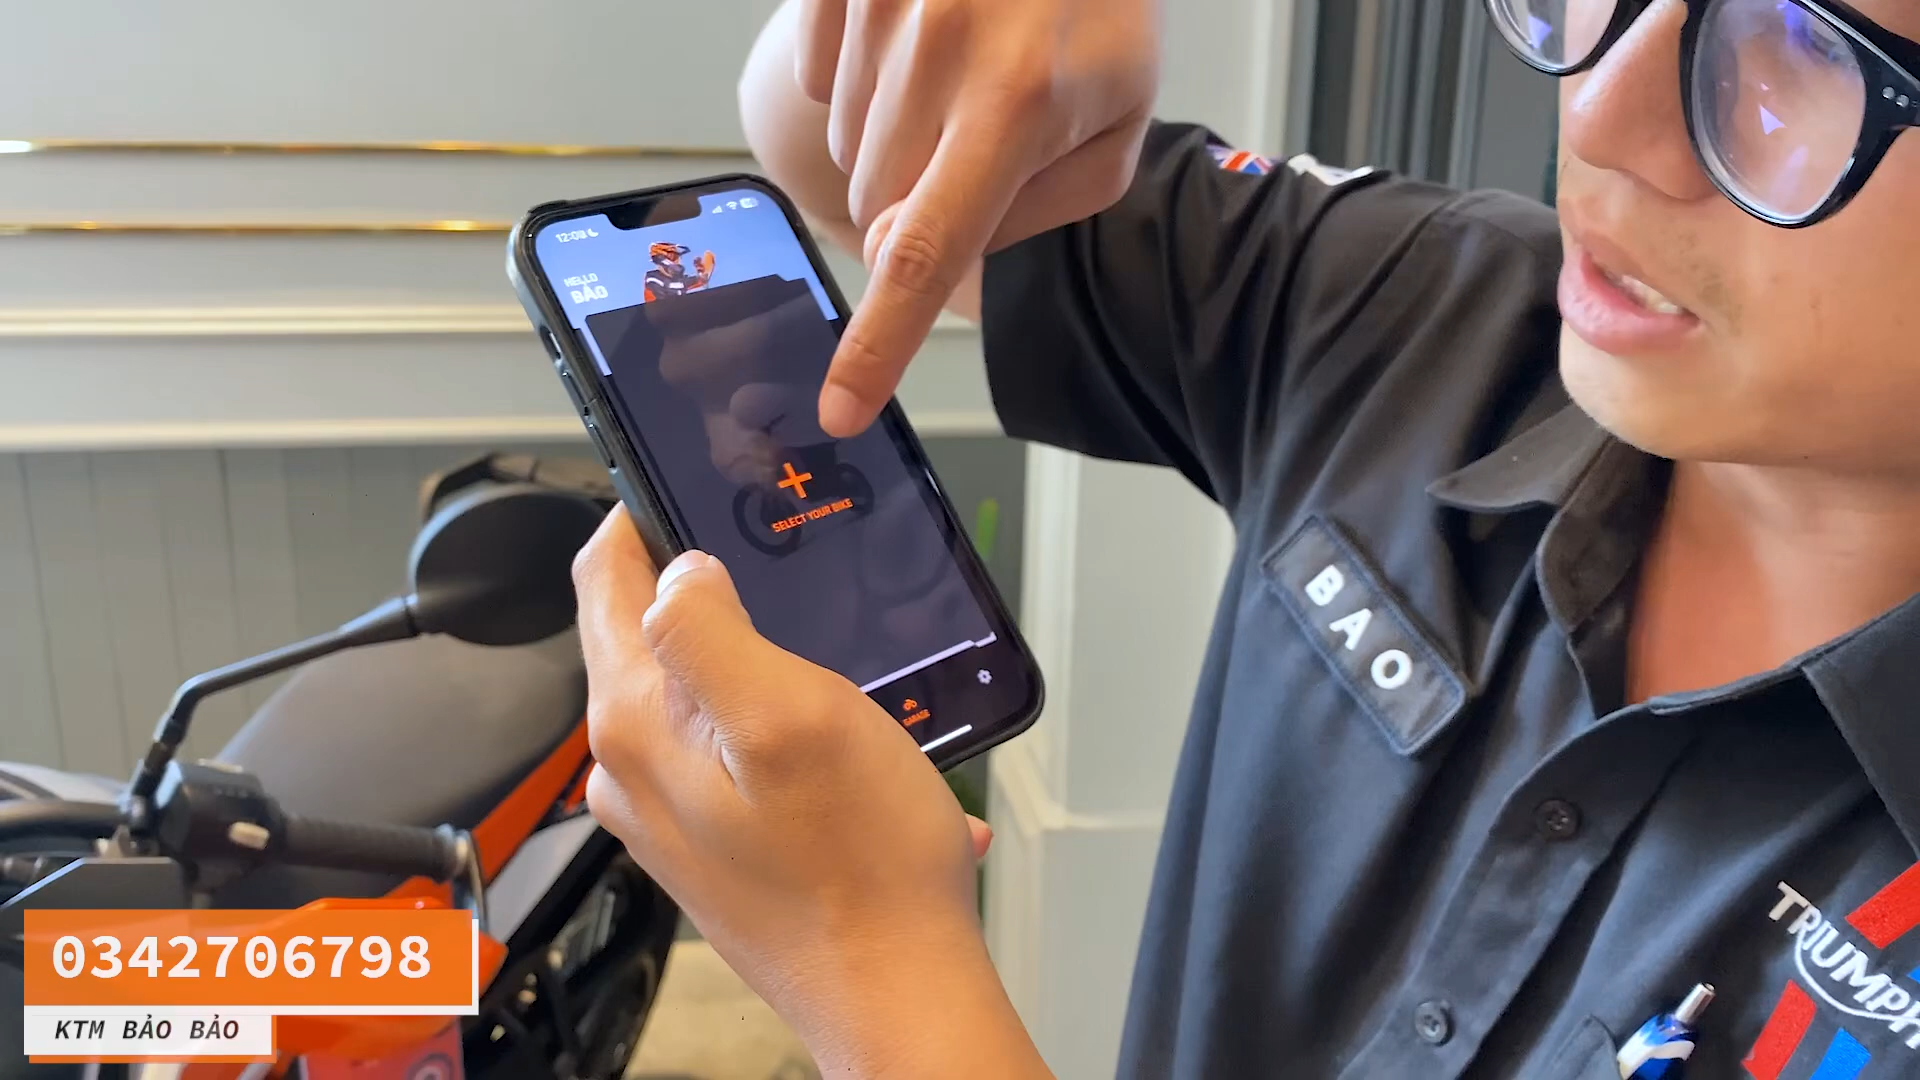 12:09
HELLO
BẢO
SELECT YOUR BIKE
GARAGE
BAO
TRIUMPH
0342706798
KTM BẢO BẢO